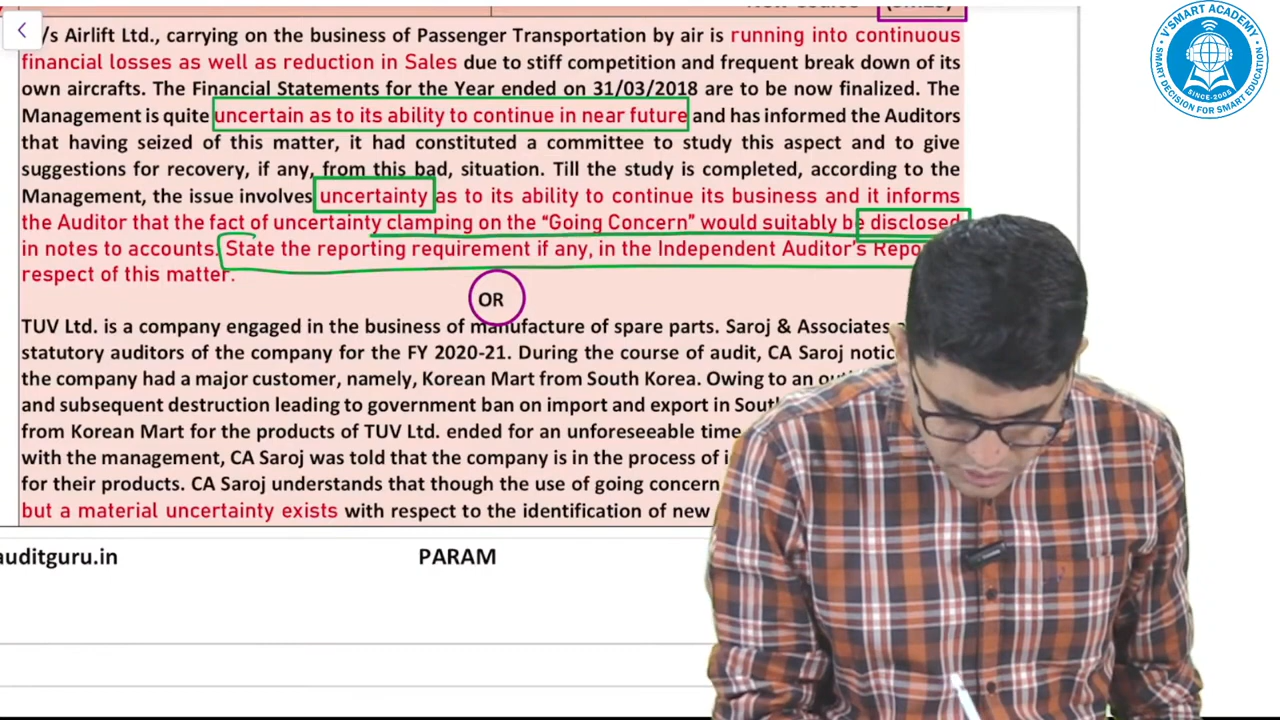 /s Airlift Ltd., carrying on the business of Passenger Transportation by air is running into continuous
financial losses as well as reduction in Sales due to stiff competition and frequent break down of its
own aircrafts. The Financial Statements for the Year ended on 31/03/2018 are to be now finalized. The
Management is quite uncertain as to its ability to continue in near future and has informed the Auditors
that having seized of this matter, it had constituted a committee to study this aspect and to give
suggestions for recovery, if any, from this bad, situation. Till the study is completed, according to the
Management, the issue involves uncertainty as to its ability to continue its business and it informs
the Auditor that the fact of uncertainty clamping on the “Going Concern” would suitably be disclosed
in notes to accounts. State the reporting requirement if any, in the Independent Auditor’s Repo
respect of this matter.
OR
TUV Ltd. is a company engaged in the business of manufacture of spare parts. Saroj & Associates
statutory auditors of the company for the FY 2020-21. During the course of audit, CA Saroj notic
the company had a major customer, namely, Korean Mart from South Korea. Owing to an
and subsequent destruction leading to government ban on import and export in Sout
from Korean Mart for the products of TUV Ltd. ended for an unforeseeable time
with the management, CA Saroj was told that the company is in the process of i
for their products. CA Saroj understands that though the use of going concern
but a material uncertainty exists with respect to the identification of new
auditguru.in
PARAM
V'SMART ACADEMY
SINCE-2005
SMART DECISION FOR SMART EDUCATION